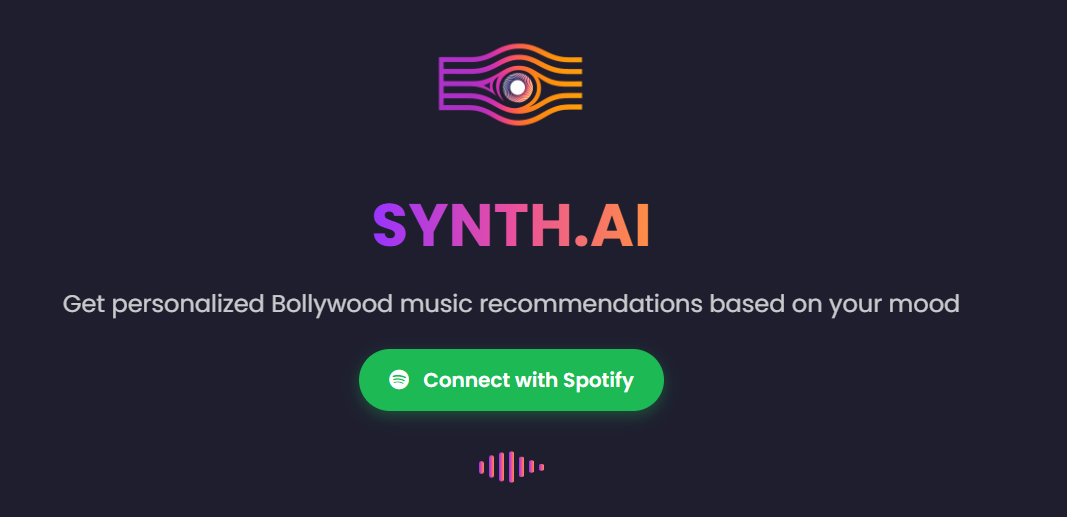 SYNTH.AI
Get personalized Bollywood music recommendations based on your mood
Connect with Spotify